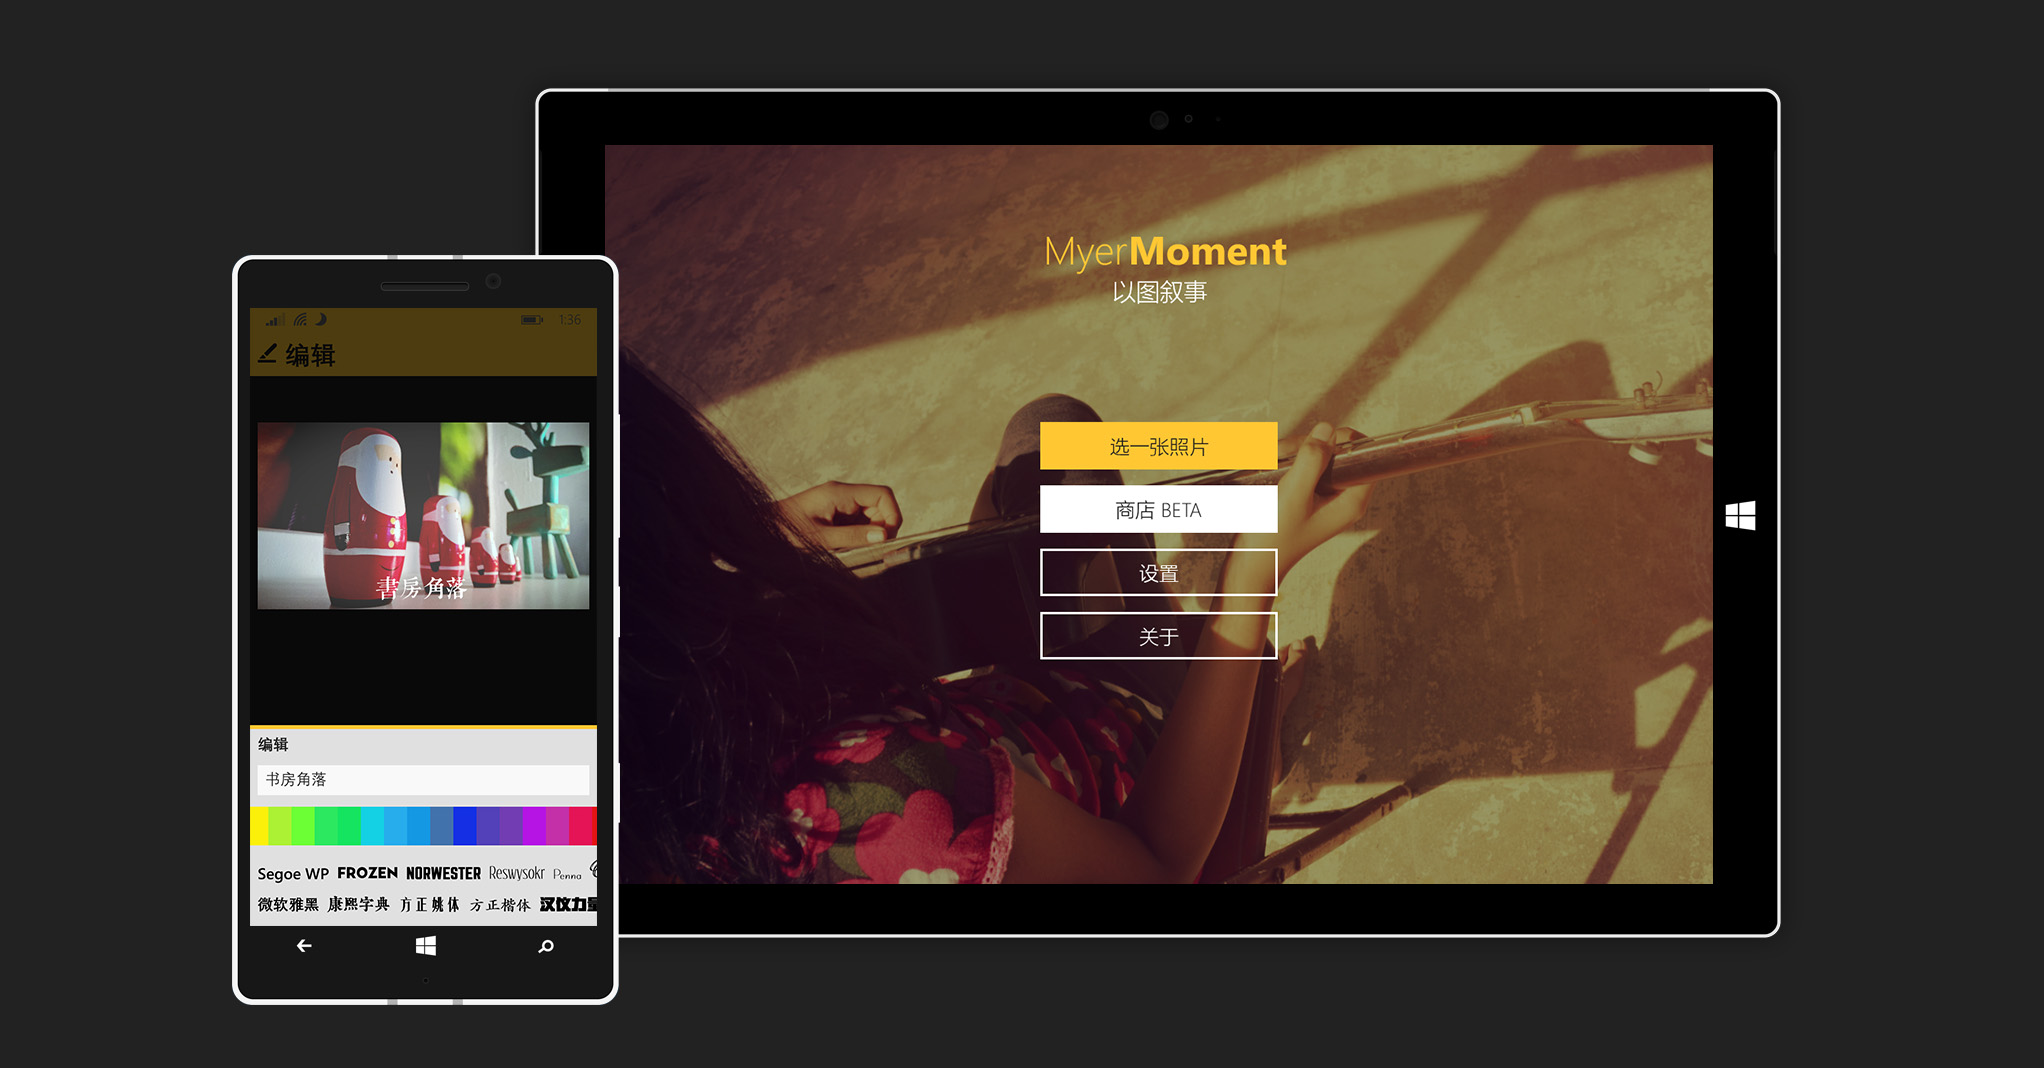 MyerMoment
以图叙事
选一张照片
商店 BETA
设置
关于
1:36
编辑
書房角落
编辑
书房角落
Segoe WP FROZEN NORWESTER Reswysokr Penna
微软雅黑 康熙字典 方正姚体 方正楷体 汉仪力量